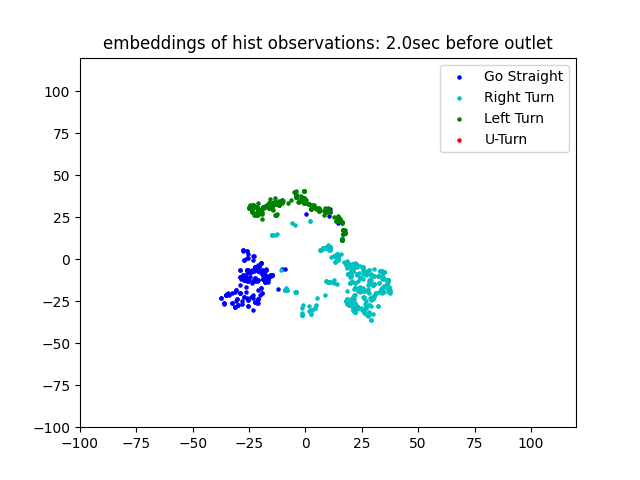 embeddings of hist observations: 2.0sec before outlet
Go Straight
Right Turn
Left Turn
U-Turn
100
75
50
25
0
−25
−50
−75
−100
−100 −75 −50 −25 0 25 50 75 100